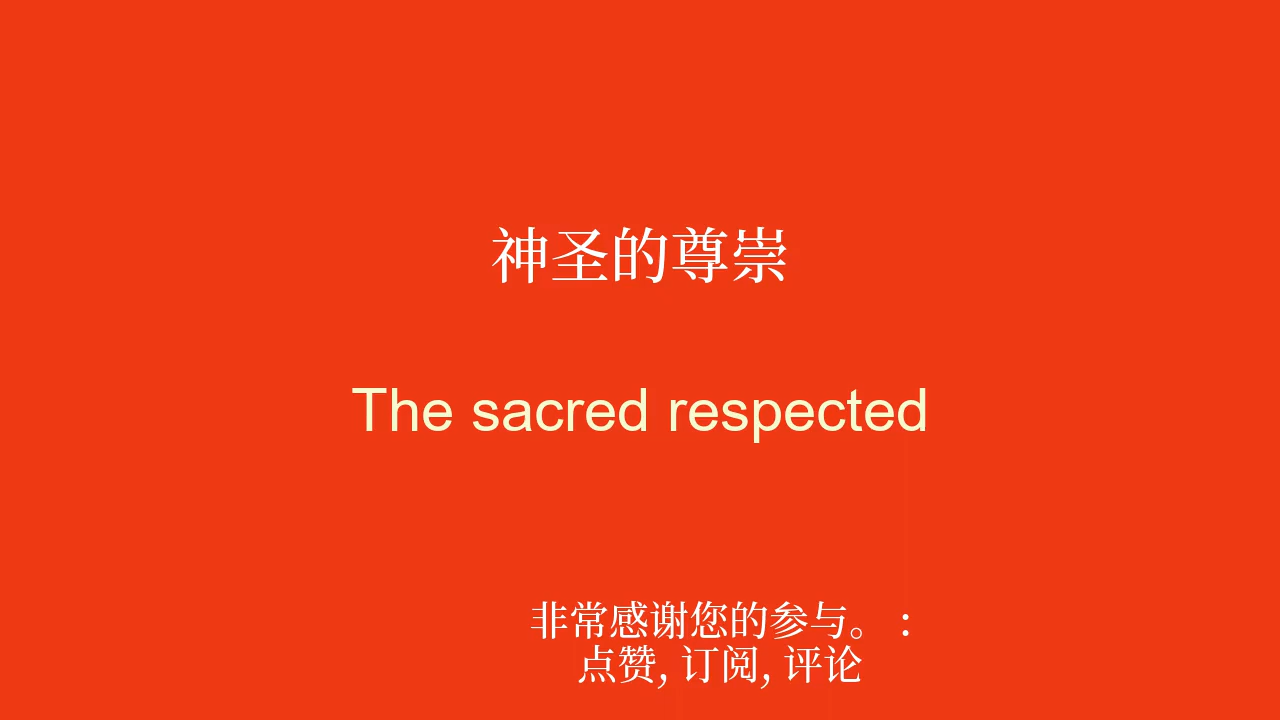 神圣的尊崇
The sacred respected
非常感谢您的参与。 :
点赞, 订阅, 评论